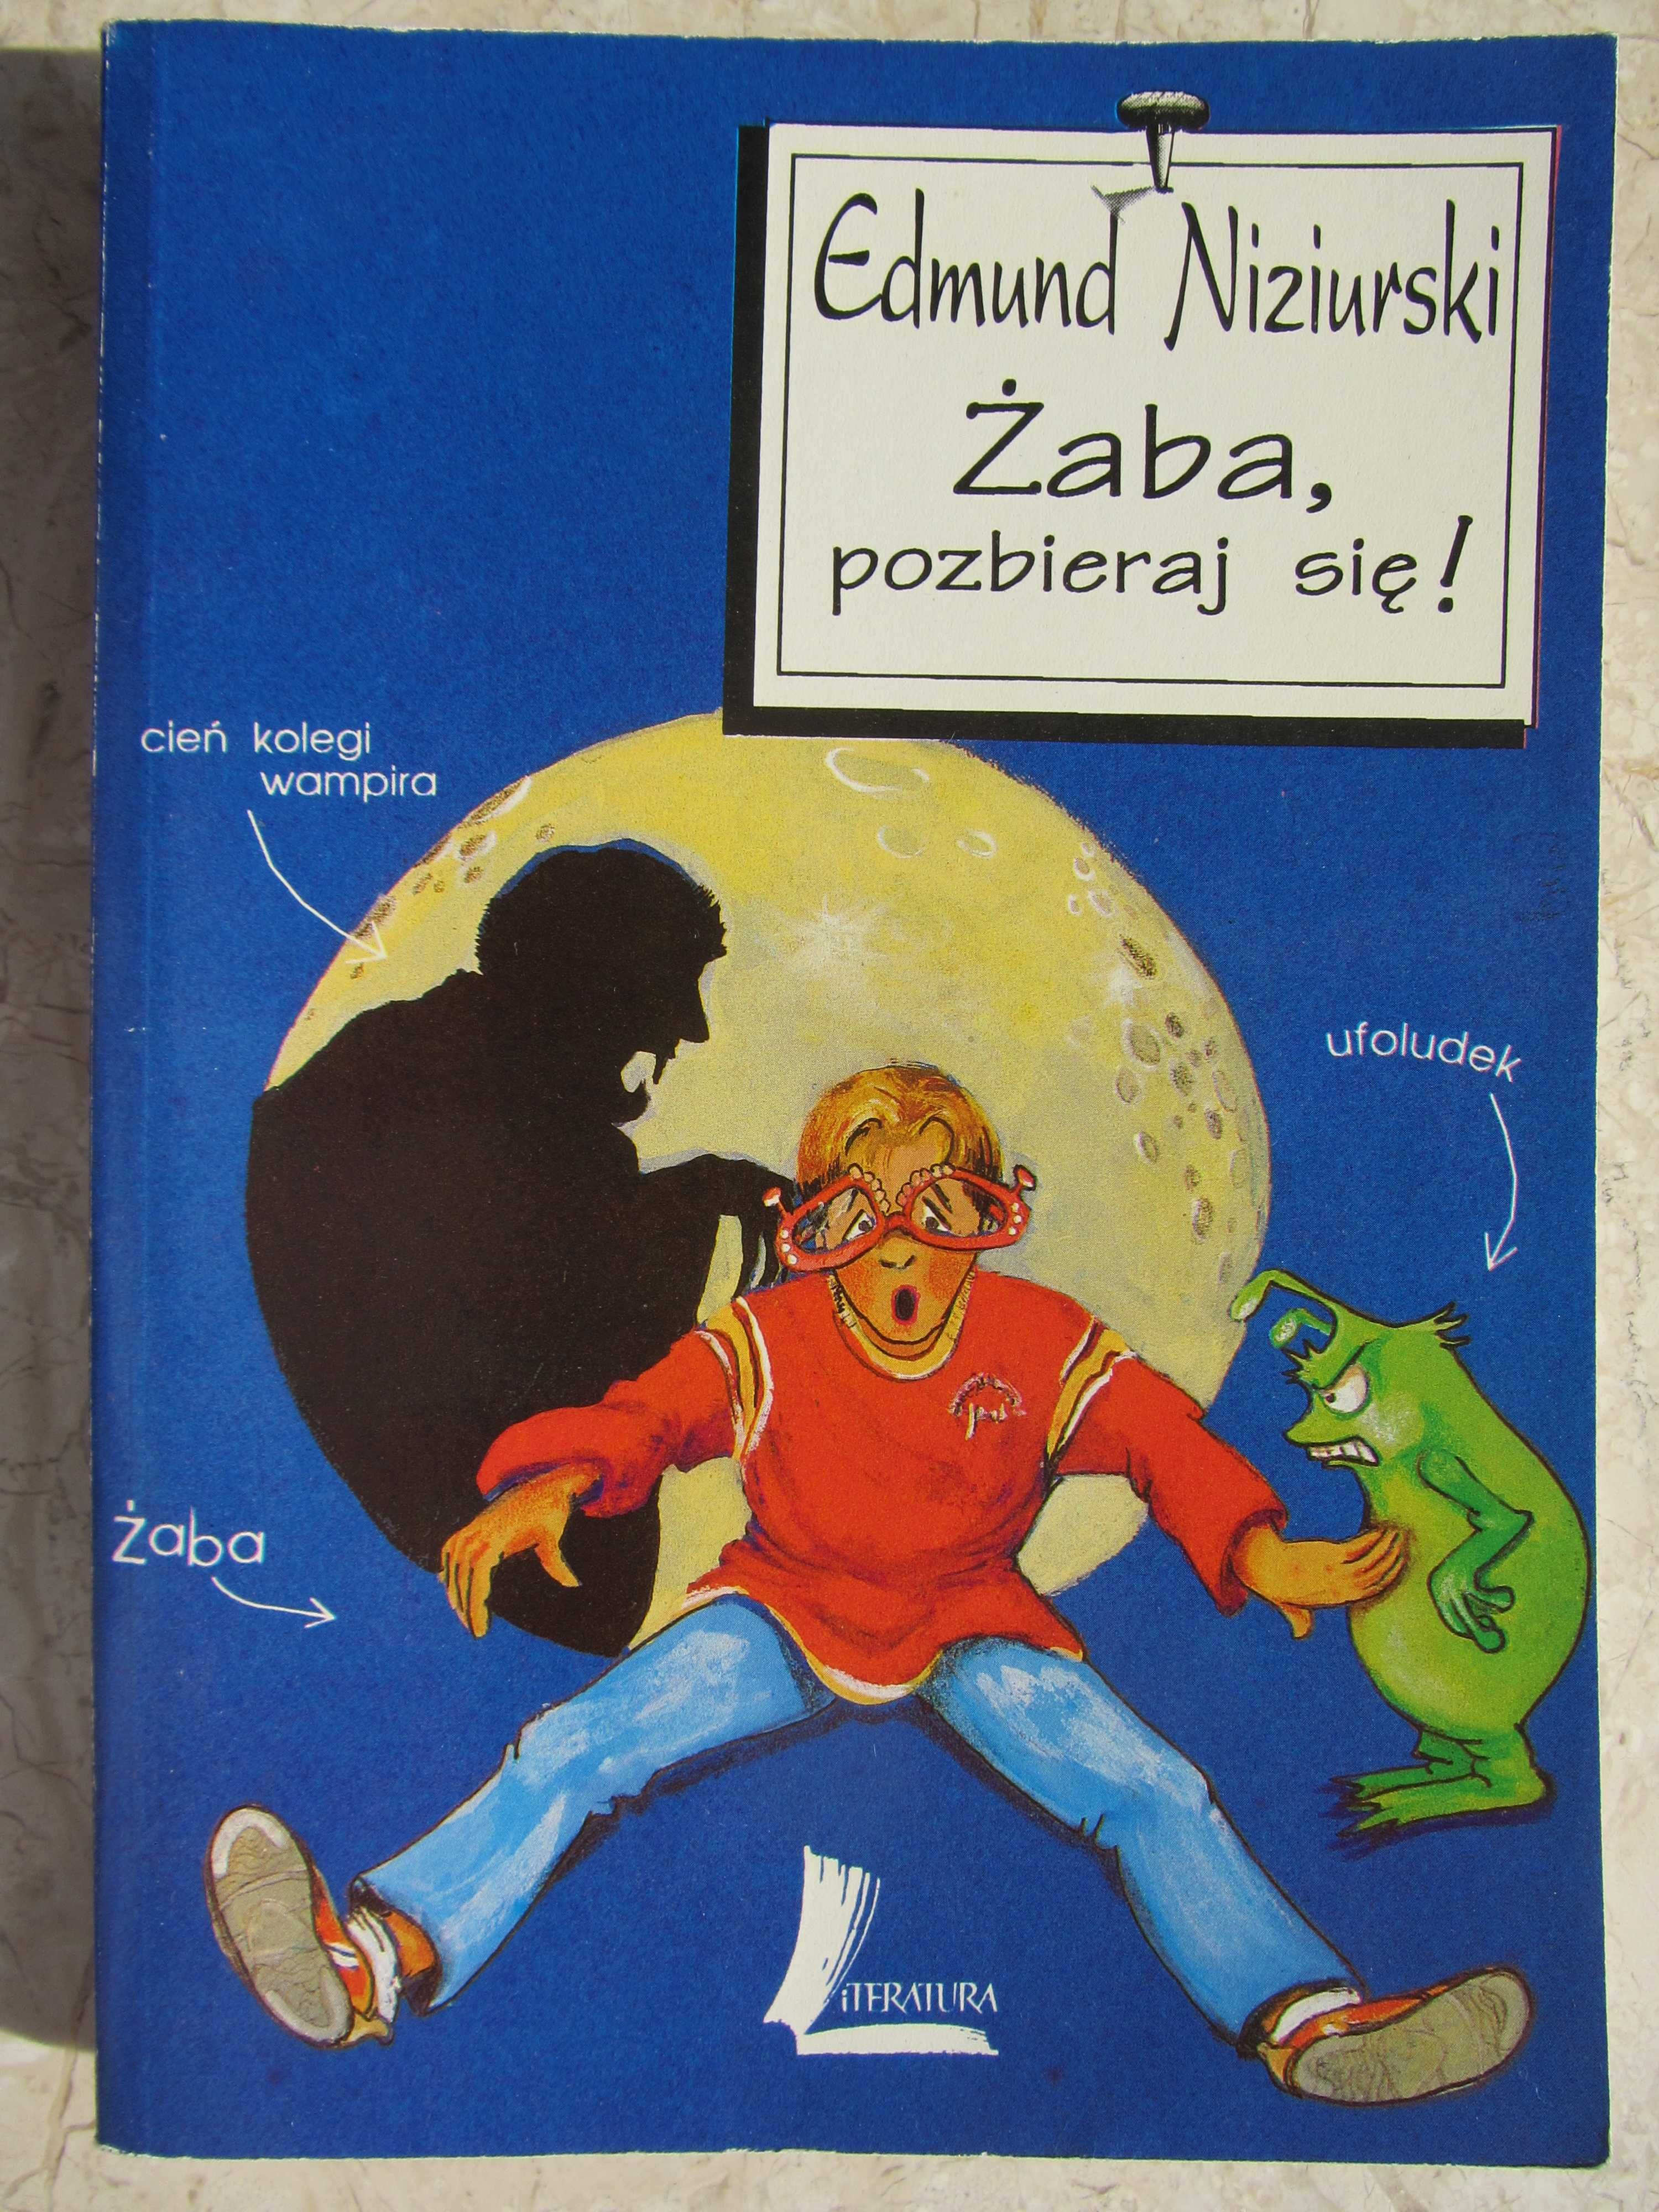 Edmund Niziurski
Żaba,
pozbieraj się!
cień kolegi
wampira
ufoludek
żaba
LiTERATURA